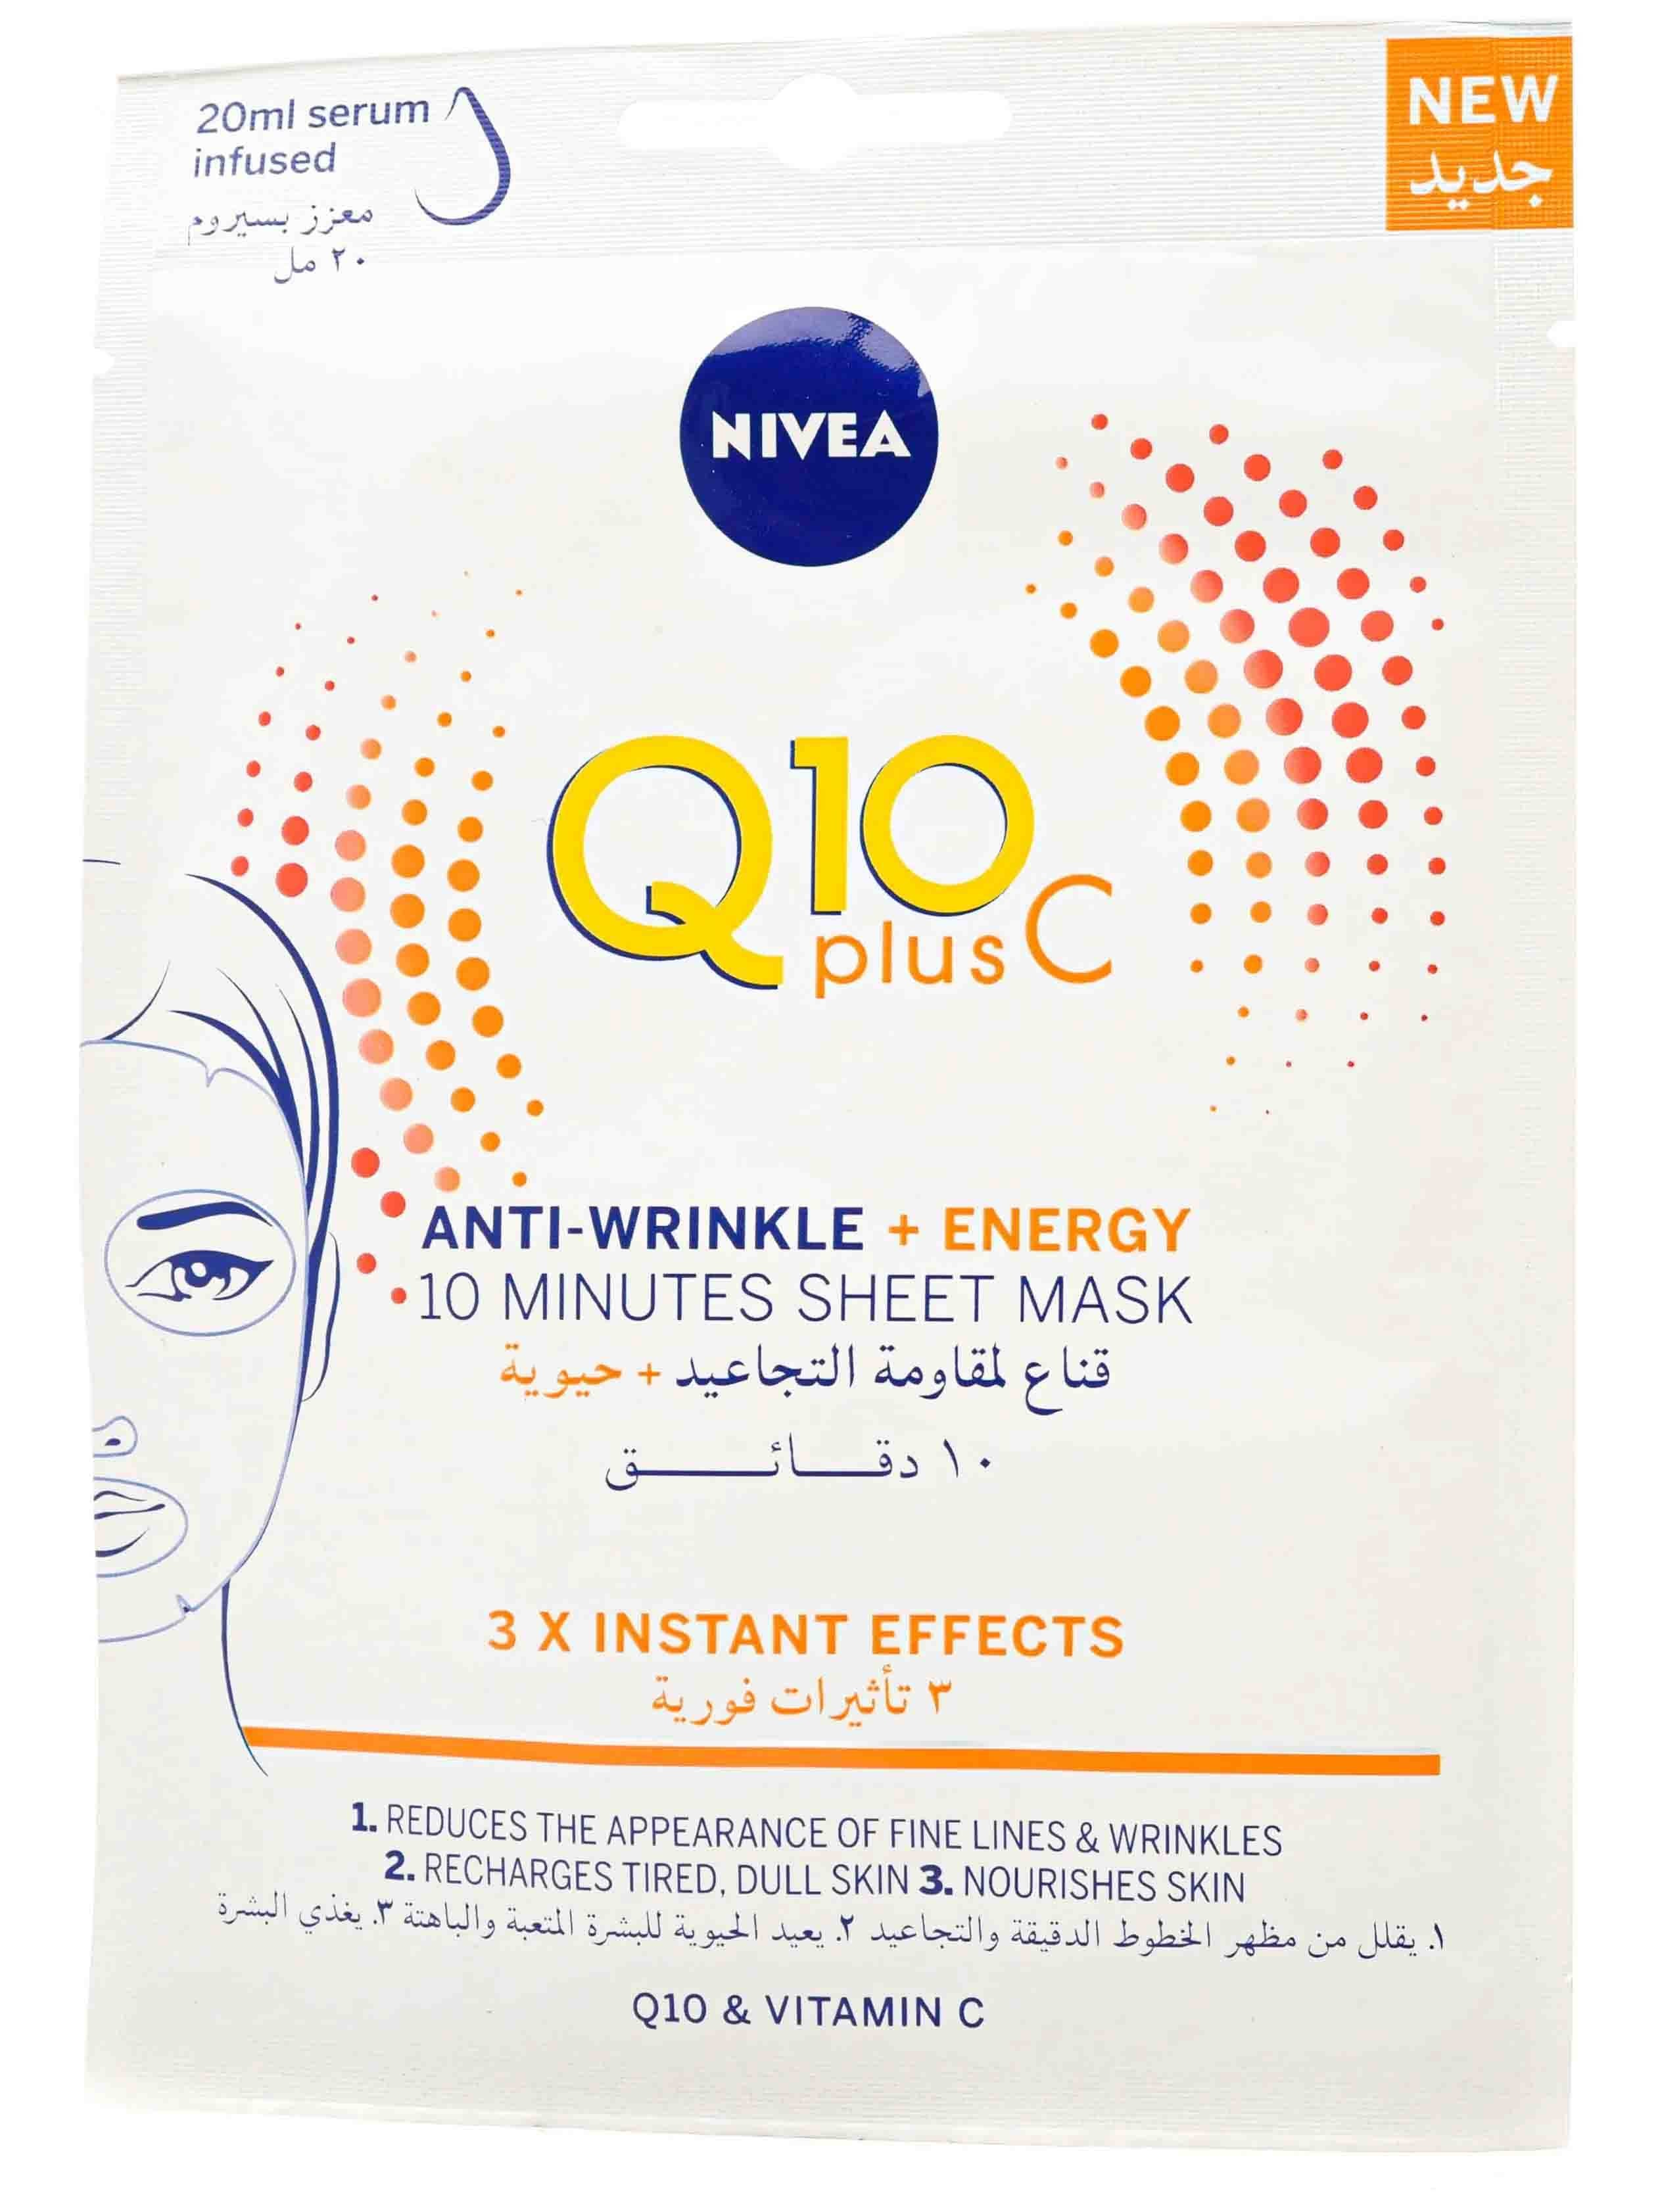 20ml serum
infused
معزز بسيروم
٢٠ مل
NEW
جديد
NIVEA
Q10
plus C
ANTI-WRINKLE + ENERGY
10 MINUTES SHEET MASK
قناع لمقاومة التجاعيد + حيوية
١٠ دقـــائـــــق
3 X INSTANT EFFECTS
٣ تأثيرات فورية
1. REDUCES THE APPEARANCE OF FINE LINES & WRINKLES
2. RECHARGES TIRED, DULL SKIN 3. NOURISHES SKIN
١. يقلل من مظهر الخطوط الدقيقة والتجاعيد ٢. يعيد الحيوية للبشرة المتعبة والباهتة ٣. يغذي البشرة
Q10 & VITAMIN C